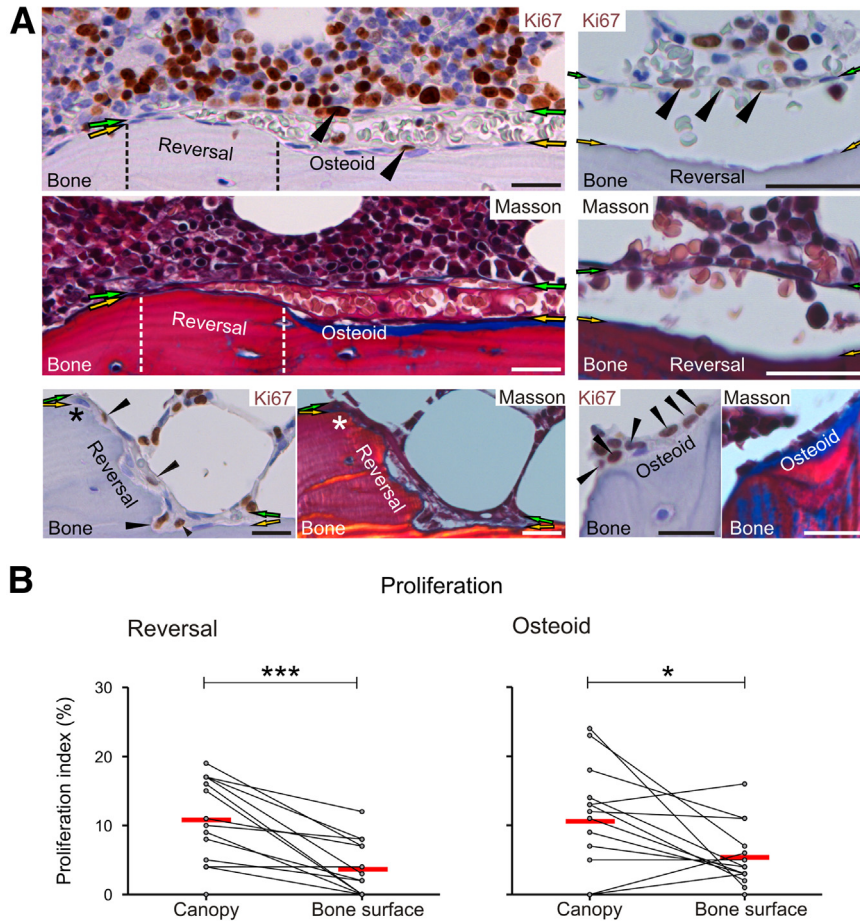 A
Ki67
Reversal
Osteoid
Bone
Ki67
Reversal
Bone
Masson
Reversal
Osteoid
Bone
Masson
Reversal
Bone
Ki67
*
Reversal
Bone
Masson
*
Reversal
Bone
Ki67
Osteoid
Bone
Masson
Osteoid
Bone
B
Proliferation
Reversal
Osteoid
***
*
30
20
10
0
Proliferation index (%)
Canopy
Bone surface
Canopy
Bone surface